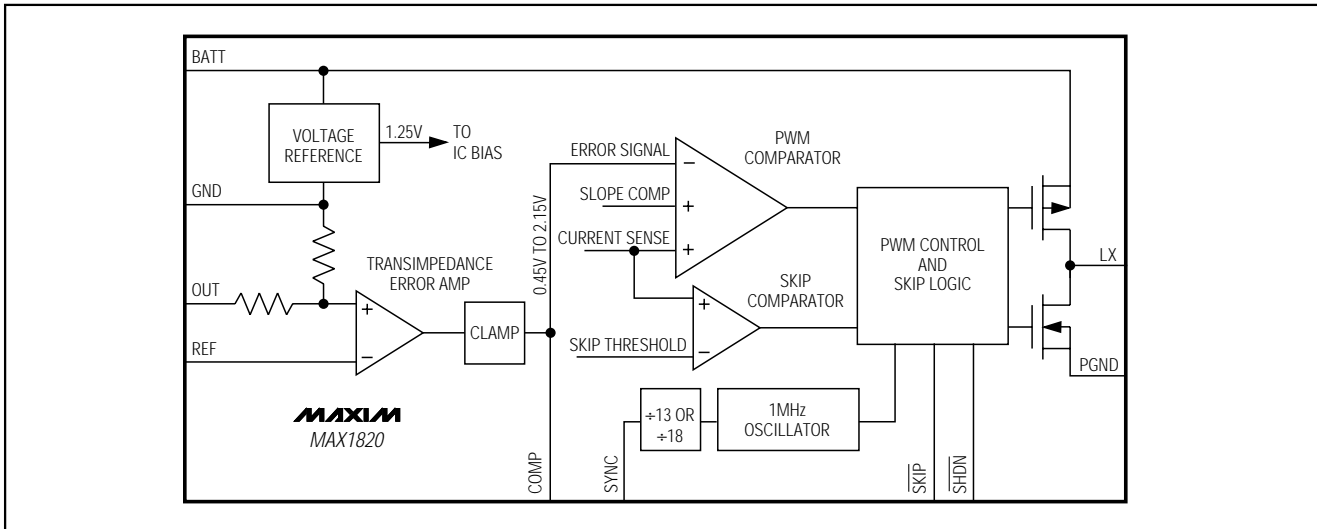 BATT
VOLTAGE
REFERENCE
1.25V
TO
IC BIAS
GND
OUT
REF
TRANSIMPEDANCE
ERROR AMP
+
−
CLAMP
0.45V TO 2.15V
ERROR SIGNAL
SLOPE COMP
CURRENT SENSE
−
+
+
PWM
COMPARATOR
SKIP THRESHOLD
+
−
SKIP
COMPARATOR
PWM CONTROL
AND
SKIP LOGIC
LX
PGND
÷13 OR
÷18
1MHz
OSCILLATOR
MAXIM
MAX1820
COMP
SYNC
SKIP
SHDN